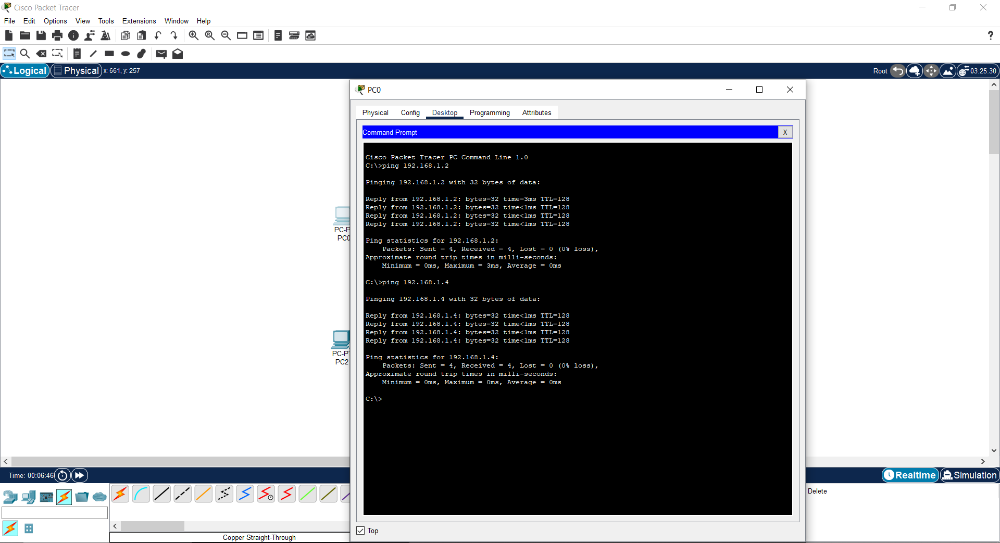 Cisco Packet Tracer
File Edit Options View Tools Extensions Window Help
Logical Physical x: 661, y: 257 Root 03:25:30
PC0
Physical Config Desktop Programming Attributes
Command Prompt X
Cisco Packet Tracer PC Command Line 1.0
C:\>ping 192.168.1.2
Pinging 192.168.1.2 with 32 bytes of data:
Reply from 192.168.1.2: bytes=32 time=3ms TTL=128
Reply from 192.168.1.2: bytes=32 time<1ms TTL=128
Reply from 192.168.1.2: bytes=32 time<1ms TTL=128
Reply from 192.168.1.2: bytes=32 time<1ms TTL=128
Ping statistics for 192.168.1.2:
Packets: Sent = 4, Received = 4, Lost = 0 (0% loss),
Approximate round trip times in milli-seconds:
Minimum = 0ms, Maximum = 3ms, Average = 0ms
C:\>ping 192.168.1.4
Pinging 192.168.1.4 with 32 bytes of data:
Reply from 192.168.1.4: bytes=32 time<1ms TTL=128
Reply from 192.168.1.4: bytes=32 time<1ms TTL=128
Reply from 192.168.1.4: bytes=32 time<1ms TTL=128
Reply from 192.168.1.4: bytes=32 time<1ms TTL=128
Ping statistics for 192.168.1.4:
Packets: Sent = 4, Received = 4, Lost = 0 (0% loss),
Approximate round trip times in milli-seconds:
Minimum = 0ms, Maximum = 0ms, Average = 0ms
C:\>
Top
PC-P
PC0
PC-PT
PC2
Time: 00:06:46 Realtime Simulation
Delete
Copper Straight-Through